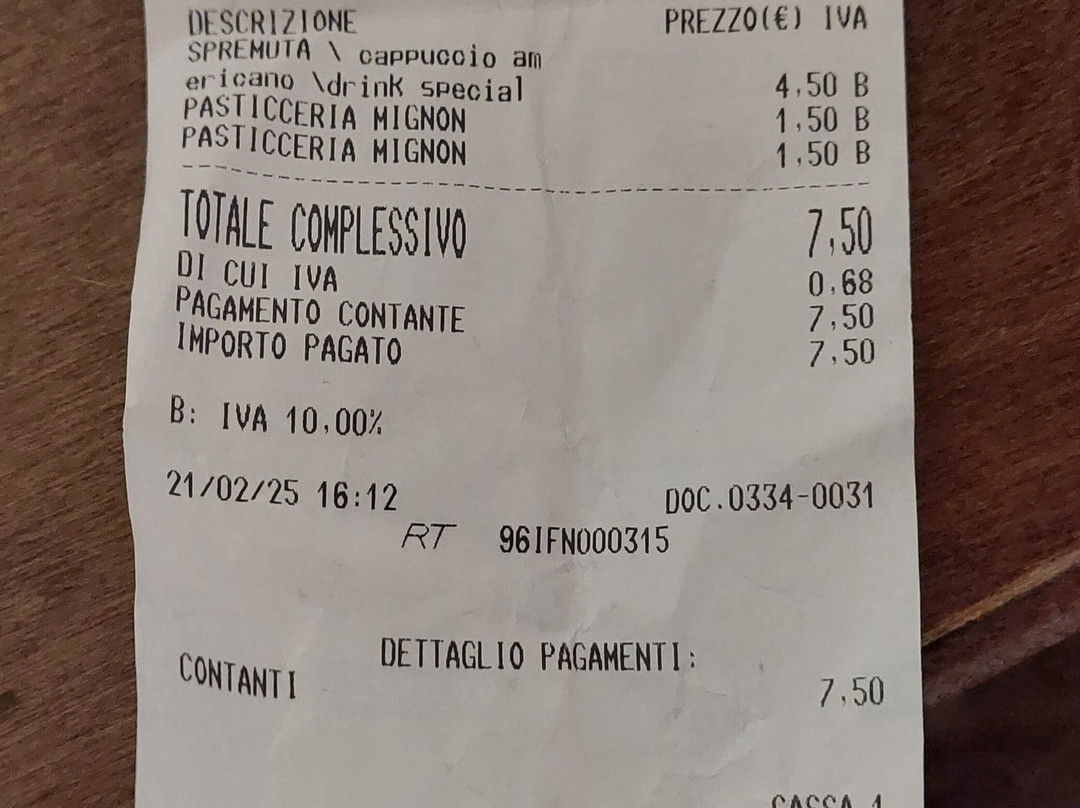 DESCRIZIONE PREZZO(€) IVA
SPREMUTA \ cappuccio am
ericano \drink special 4,50 B
PASTICCERIA MIGNON 1,50 B
PASTICCERIA MIGNON 1,50 B
TOTALE COMPLESSIVO 7,50
DI CUI IVA 0,68
PAGAMENTO CONTANTE 7,50
IMPORTO PAGATO 7,50
B: IVA 10,00%
21/02/25 16:12 DOC.0334-0031
RT 96IFN000315
DETTAGLIO PAGAMENTI:
CONTANTI 7,50
CASSA 1